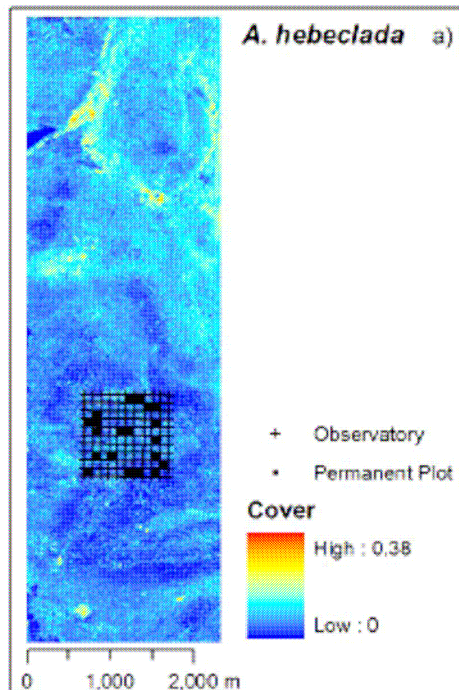 A. hebeclada a)
Observatory
Permanent Plot
Cover
High : 0.38
Low : 0
0 1,000 2,000 m